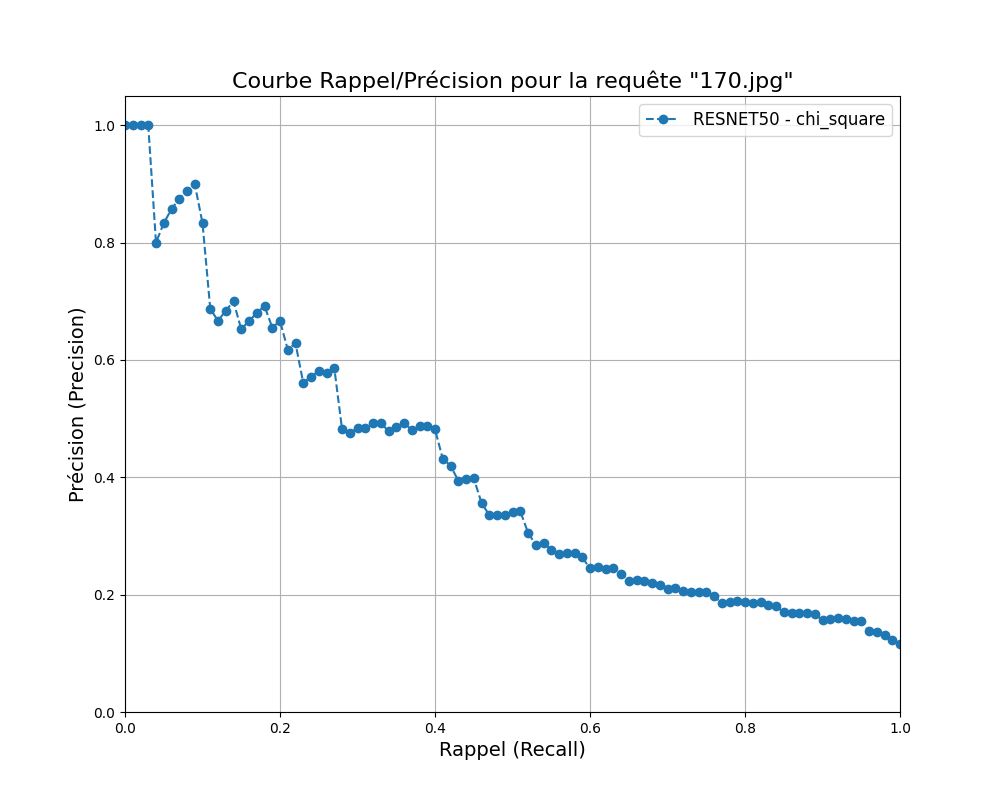 Courbe Rappel/Précision pour la requête "170.jpg"
RESNET50 - chi_square
1.0
0.8
0.6
0.4
0.2
0.0
Précision (Precision)
0.0 0.2 0.4 0.6 0.8 1.0
Rappel (Recall)